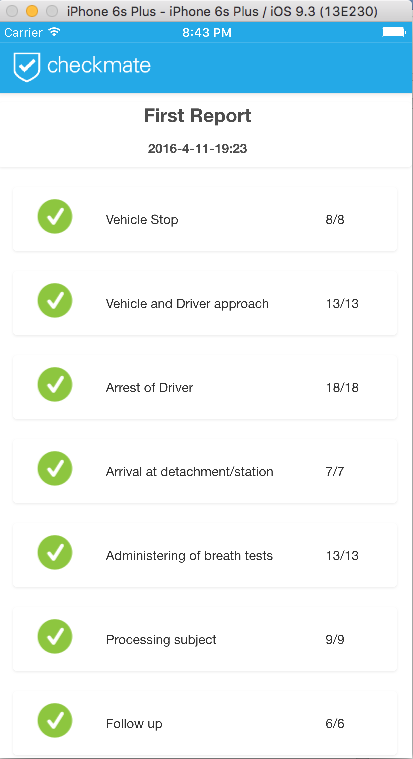 iPhone 6s Plus - iPhone 6s Plus / iOS 9.3 (13E230)
Carrier 8:43 PM
checkmate
First Report
2016-4-11-19:23
Vehicle Stop 8/8
Vehicle and Driver approach 13/13
Arrest of Driver 18/18
Arrival at detachment/station 7/7
Administering of breath tests 13/13
Processing subject 9/9
Follow up 6/6